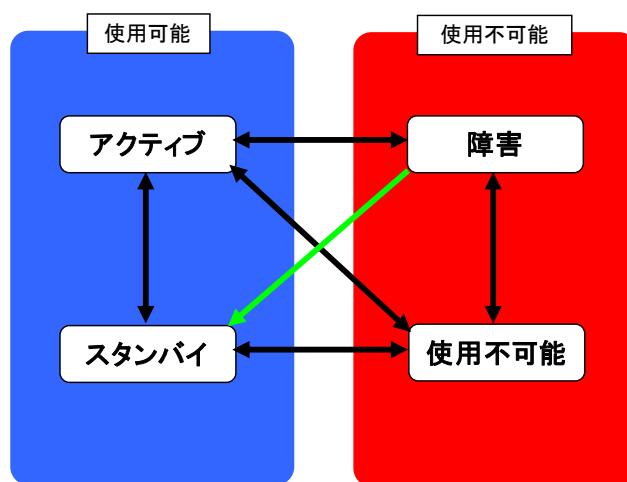 使用可能
使用不可能
アクティブ
障害
スタンバイ
使用不可能